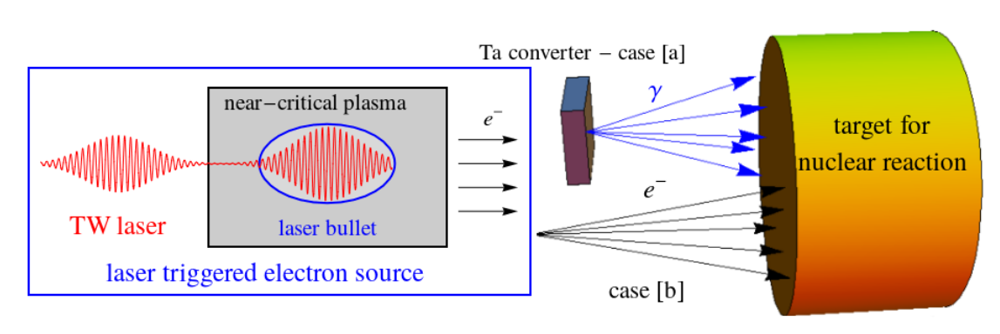 Ta converter − case [a]
near−critical plasma
e⁻
γ
target for
nuclear reaction
e⁻
TW laser
laser bullet
laser triggered electron source
case [b]